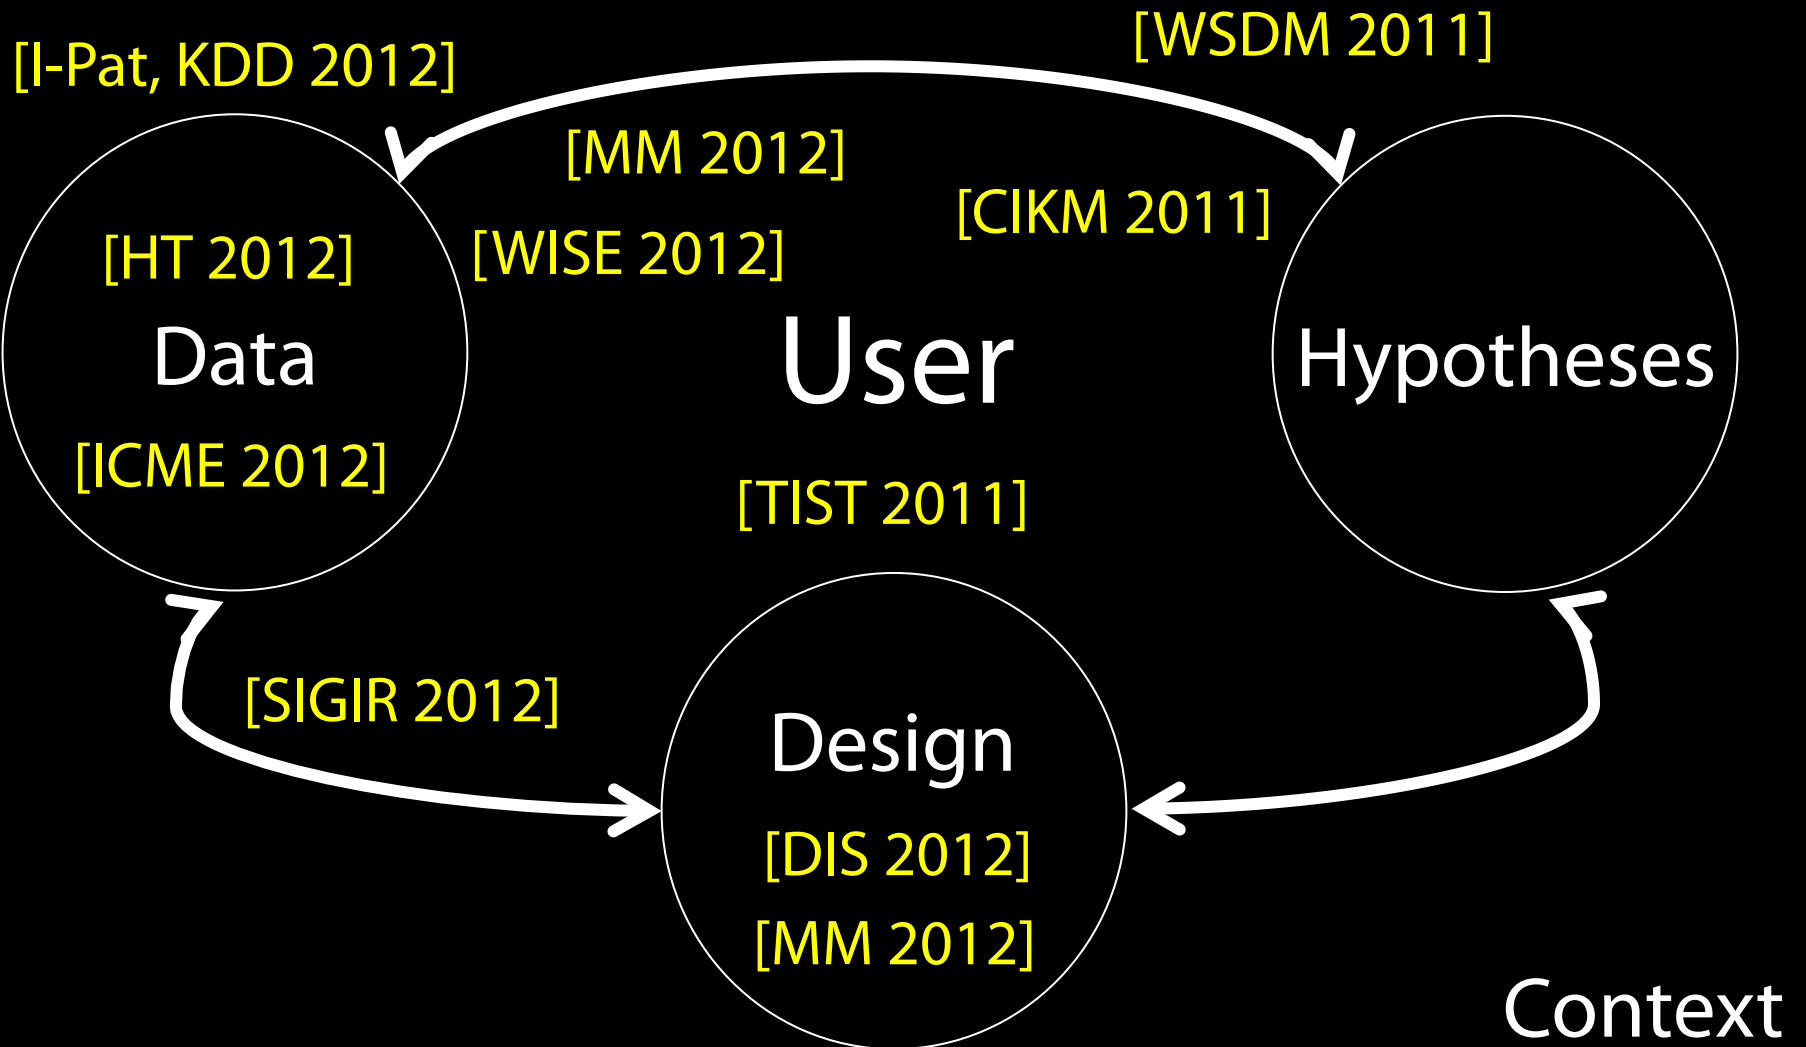 [WSDM 2011]
[I-Pat, KDD 2012]
[MM 2012]
[CIKM 2011]
[HT 2012]
[WISE 2012]
Data
User
Hypotheses
[ICME 2012]
[TIST 2011]
[SIGIR 2012]
Design
[DIS 2012]
[MM 2012]
Context